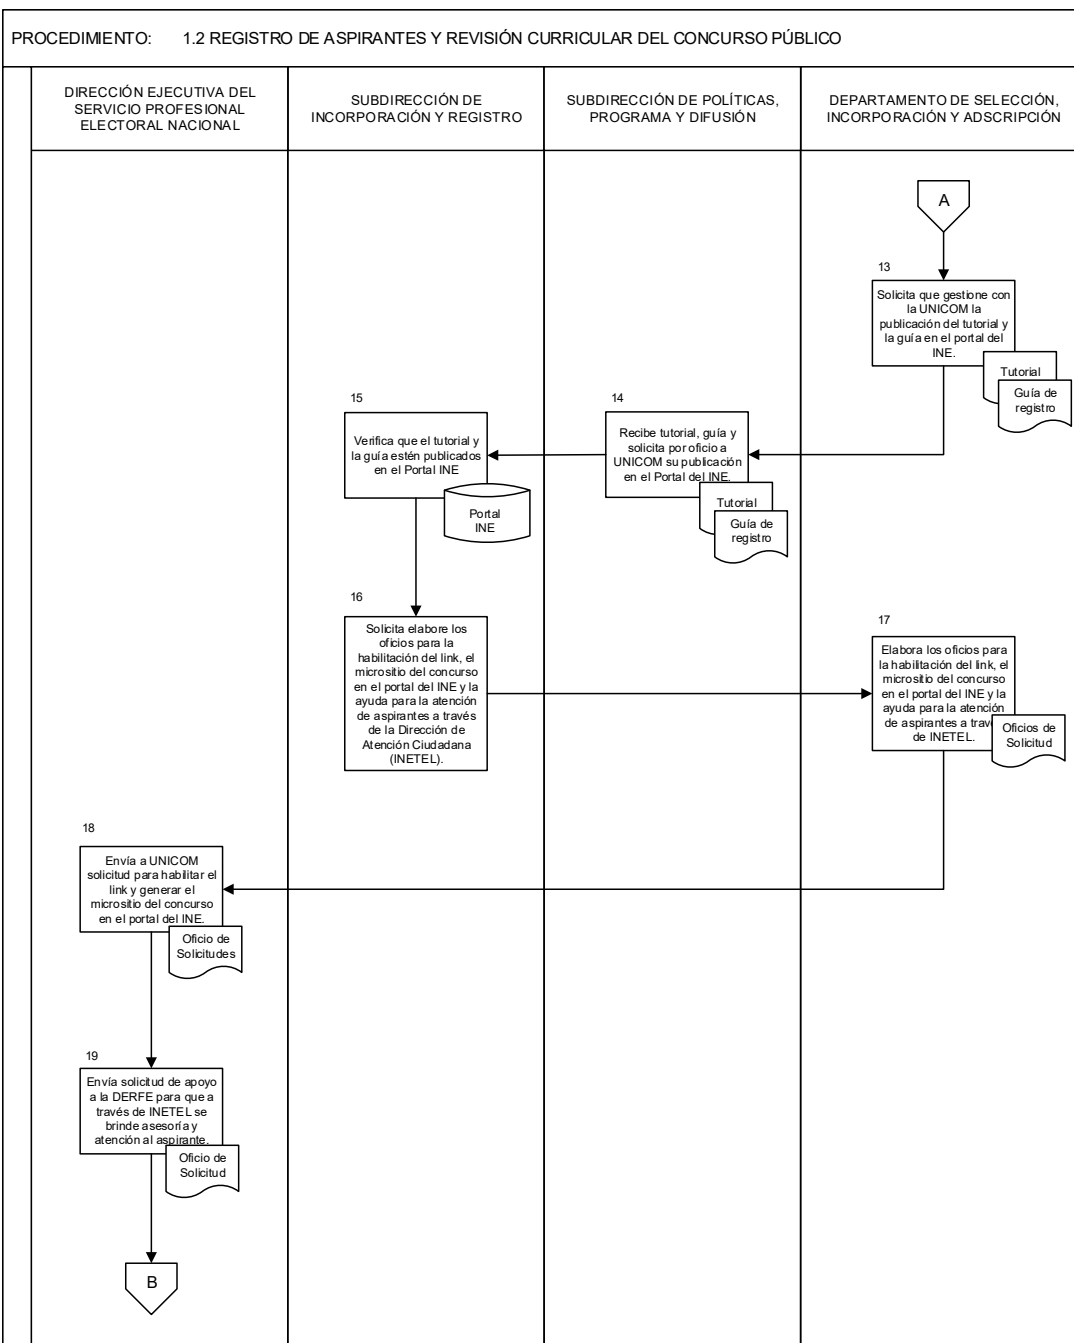 PROCEDIMIENTO: 1.2 REGISTRO DE ASPIRANTES Y REVISIÓN CURRICULAR DEL CONCURSO PÚBLICO
DIRECCIÓN EJECUTIVA DEL
SERVICIO PROFESIONAL
ELECTORAL NACIONAL
SUBDIRECCIÓN DE
INCORPORACIÓN Y REGISTRO
SUBDIRECCIÓN DE POLÍTICAS,
PROGRAMA Y DIFUSIÓN
DEPARTAMENTO DE SELECCIÓN,
INCORPORACIÓN Y ADSCRIPCIÓN
A
13
Solicita que gestione con
la UNICOM la
publicación del tutorial y
la guía en el portal del
INE.
Tutorial
Guía de
registro
14
Recibe tutorial, guía y
solicita por oficio a
UNICOM su publicación
en el Portal del INE.
Tutorial
Guía de
registro
15
Verifica que el tutorial y
la guía estén publicados
en el Portal INE
Portal
INE
16
Solicita elabore los
oficios para la
habilitación del link, el
micrositio del concurso
en el portal del INE y la
ayuda para la atención
de aspirantes a través
de la Dirección de
Atención Ciudadana
(INETEL).
17
Elabora los oficios para
la habilitación del link, el
micrositio del concurso
en el portal del INE y la
ayuda para la atención
de aspirantes a través
de INETEL.
Oficios de
Solicitud
18
Envía a UNICOM
solicitud para habilitar el
link y generar el
micrositio del concurso
en el portal del INE.
Oficio de
Solicitudes
19
Envía solicitud de apoyo
a la DERFE para que a
través de INETEL se
brinde asesoría y
atención al aspirante.
Oficio de
Solicitud
B